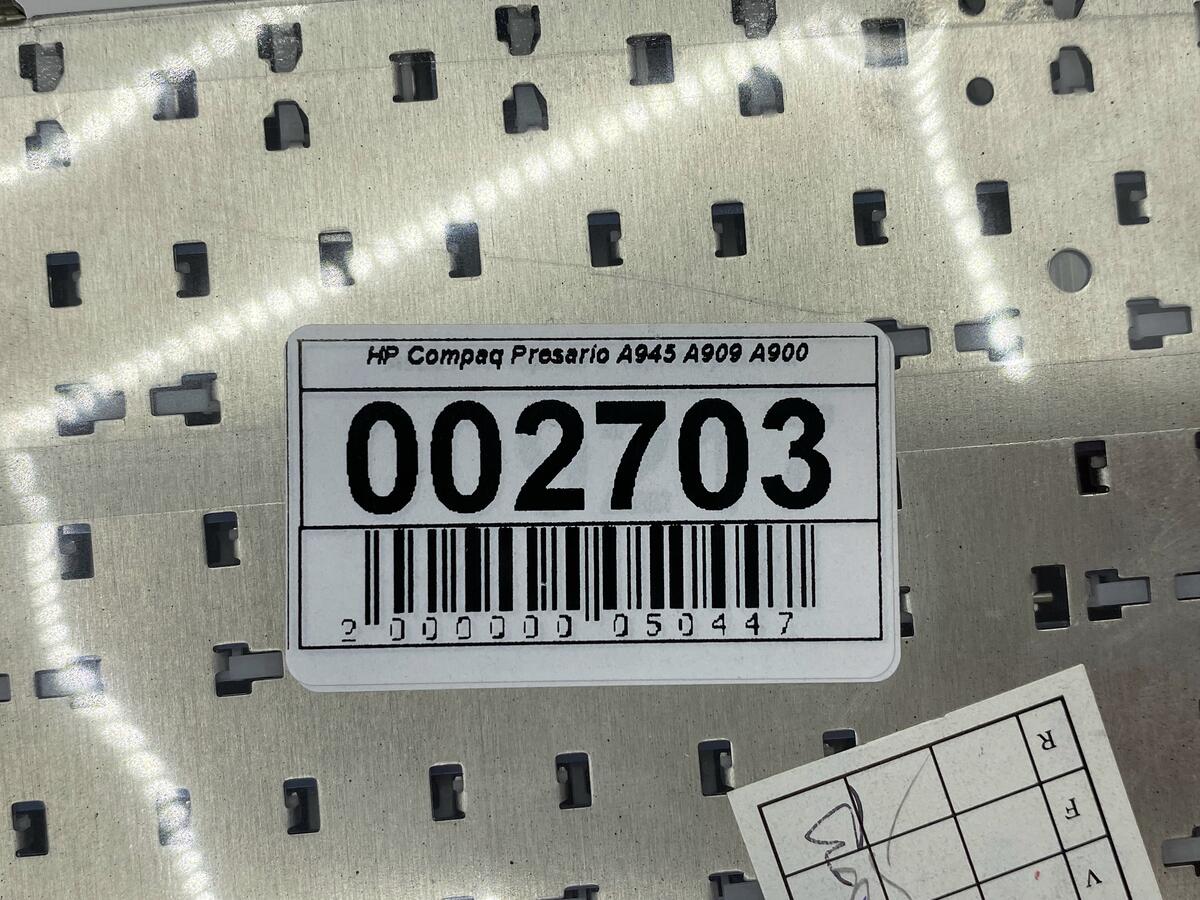 HP Compaq Presario A945 A909 A900
002703
2 000000 050447
R
F
V